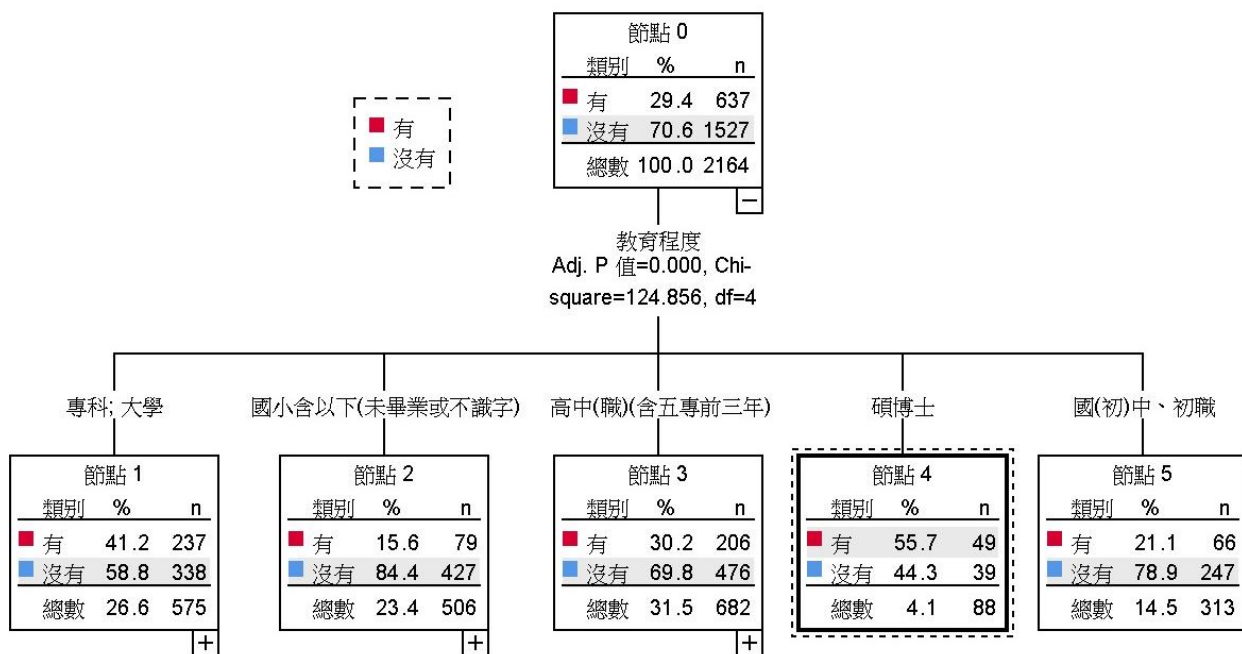 節點 0
類別 % n
有 29.4 637
沒有 70.6 1527
總數 100.0 2164
有
沒有
教育程度
Adj. P 值=0.000, Chi-
square=124.856, df=4
專科; 大學
國小含以下(未畢業或不識字)
高中(職)(含五專前三年)
碩博士
國(初)中、初職
節點 1
類別 % n
有 41.2 237
沒有 58.8 338
總數 26.6 575
節點 2
類別 % n
有 15.6 79
沒有 84.4 427
總數 23.4 506
節點 3
類別 % n
有 30.2 206
沒有 69.8 476
總數 31.5 682
節點 4
類別 % n
有 55.7 49
沒有 44.3 39
總數 4.1 88
節點 5
類別 % n
有 21.1 66
沒有 78.9 247
總數 14.5 313